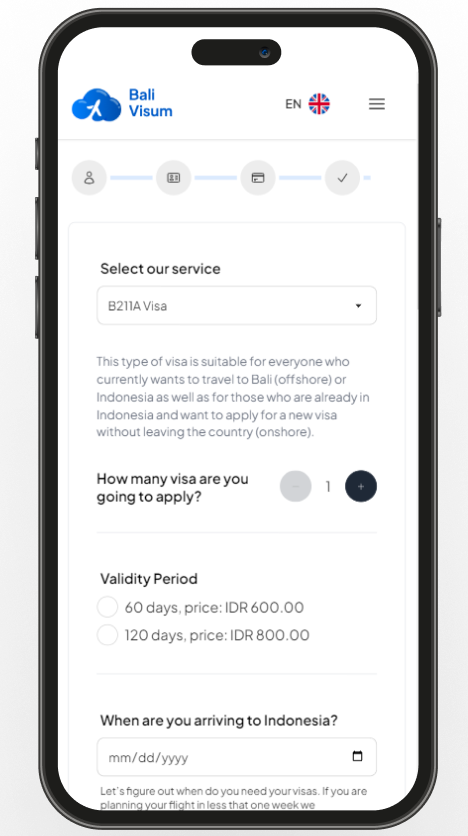 Bali
Visum
EN
Select our service
B211A Visa
This type of visa is suitable for everyone who
currently wants to travel to Bali (offshore) or
Indonesia as well as for those who are already in
Indonesia and want to apply for a new visa
without leaving the country (onshore).
How many visa are you
going to apply?
- 1 +
Validity Period
60 days, price: IDR 600.00
120 days, price: IDR 800.00
When are you arriving to Indonesia?
mm/dd/yyyy
Let's figure out when do you need your visas. If you are
planning your flight in less that one week we